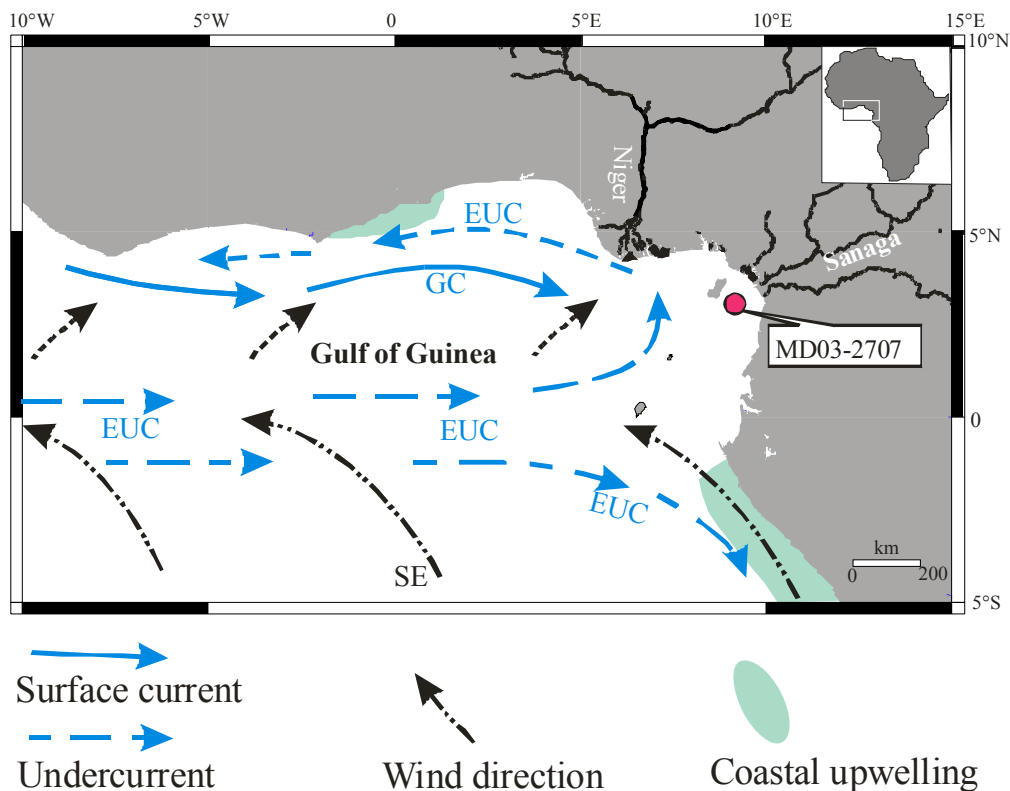 10°W 5°W 0 5°E 10°E 15°E
10°N
Niger
EUC
5°N
Sanaga
GC
MD03-2707
Gulf of Guinea
EUC
EUC
0
EUC
km
0 200
SE
5°S
Surface current
Undercurrent
Wind direction
Coastal upwelling